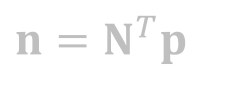 n = N^T p